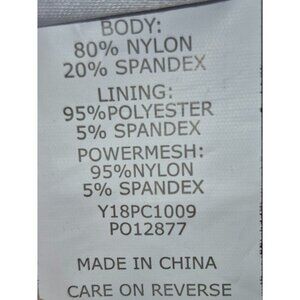 BODY:
80% NYLON
20% SPANDEX
LINING:
95%POLYESTER
5% SPANDEX
POWERMESH:
95%NYLON
5% SPANDEX
Y18PC1009
PO12877
MADE IN CHINA
CARE ON REVERSE